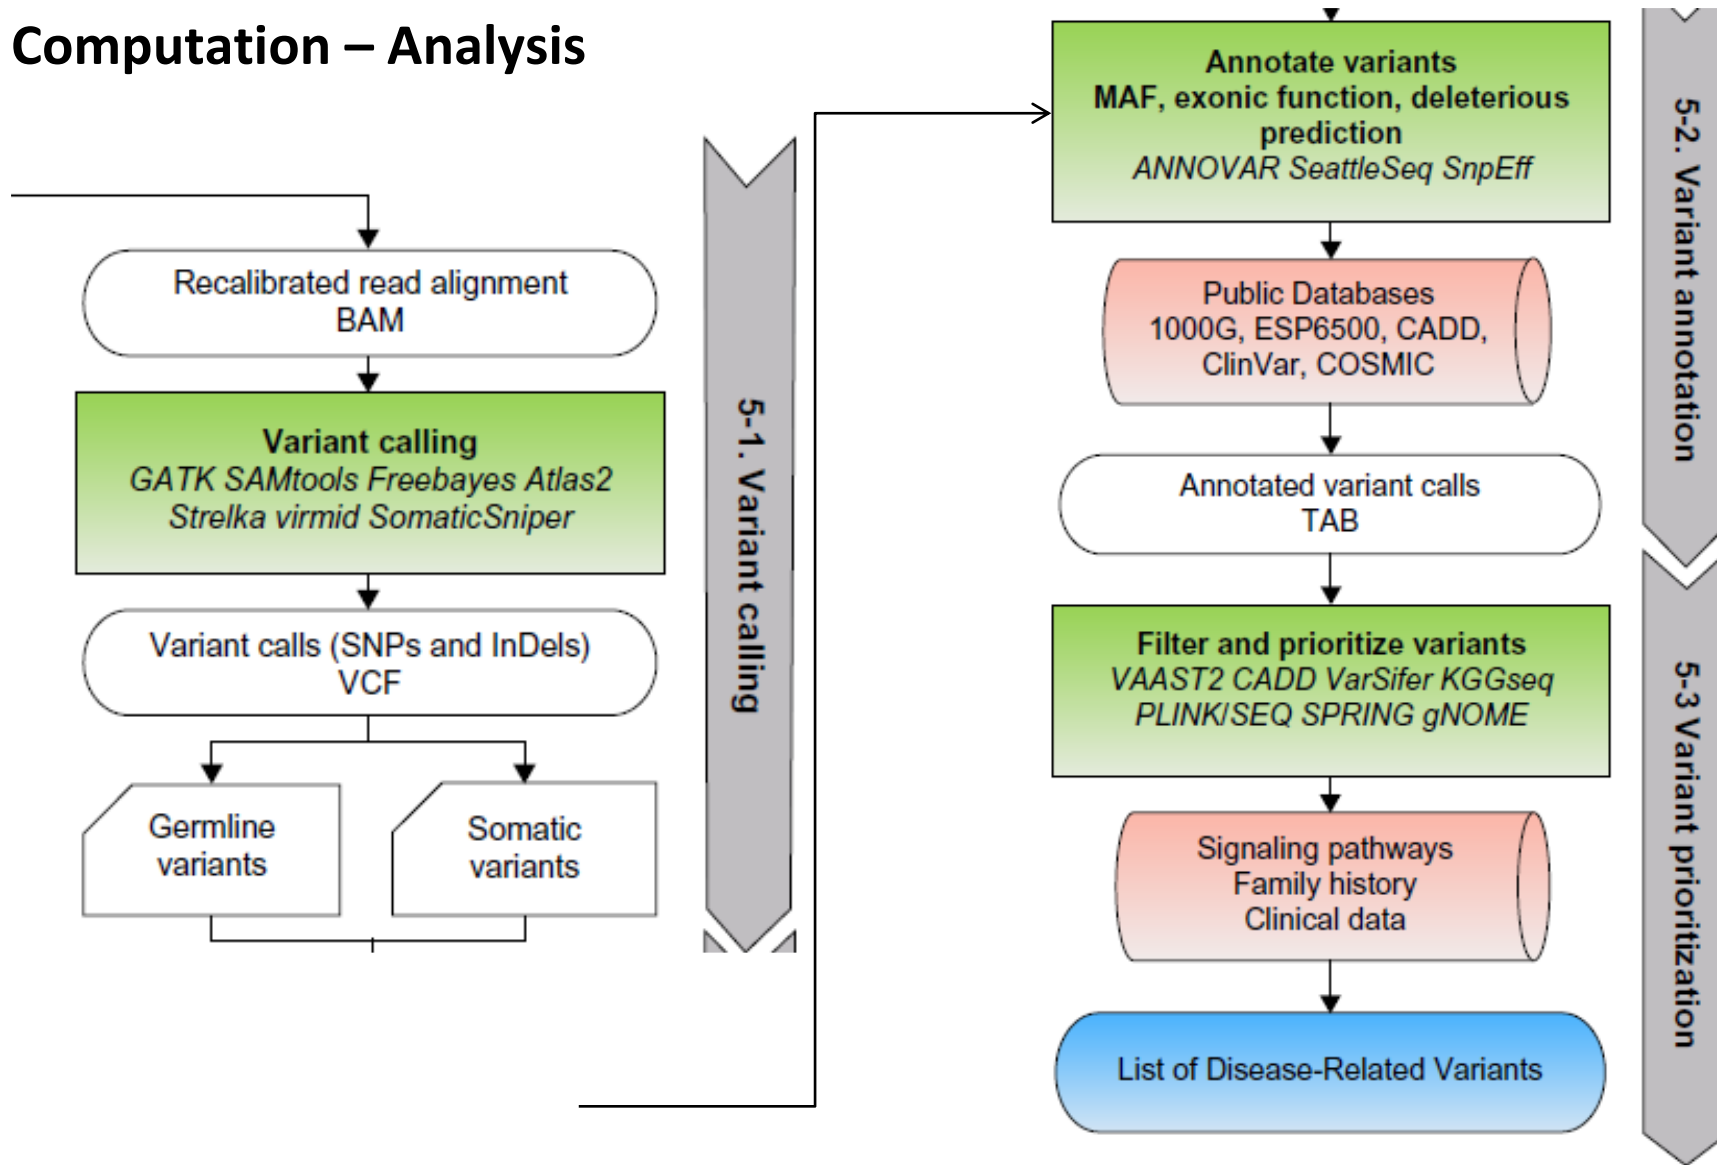 Computation – Analysis
Recalibrated read alignment
BAM
Variant calling
GATK SAMtools Freebayes Atlas2
Strelka virmid SomaticSniper
Variant calls (SNPs and InDels)
VCF
Germline
variants
Somatic
variants
5-1. Variant calling
Annotate variants
MAF, exonic function, deleterious
prediction
ANNOVAR SeattleSeq SnpEff
Public Databases
1000G, ESP6500, CADD,
ClinVar, COSMIC
Annotated variant calls
TAB
5-2. Variant annotation
Filter and prioritize variants
VAAST2 CADD VarSifer KGGseq
PLINK/SEQ SPRING gNOME
Signaling pathways
Family history
Clinical data
List of Disease-Related Variants
5-3 Variant prioritization